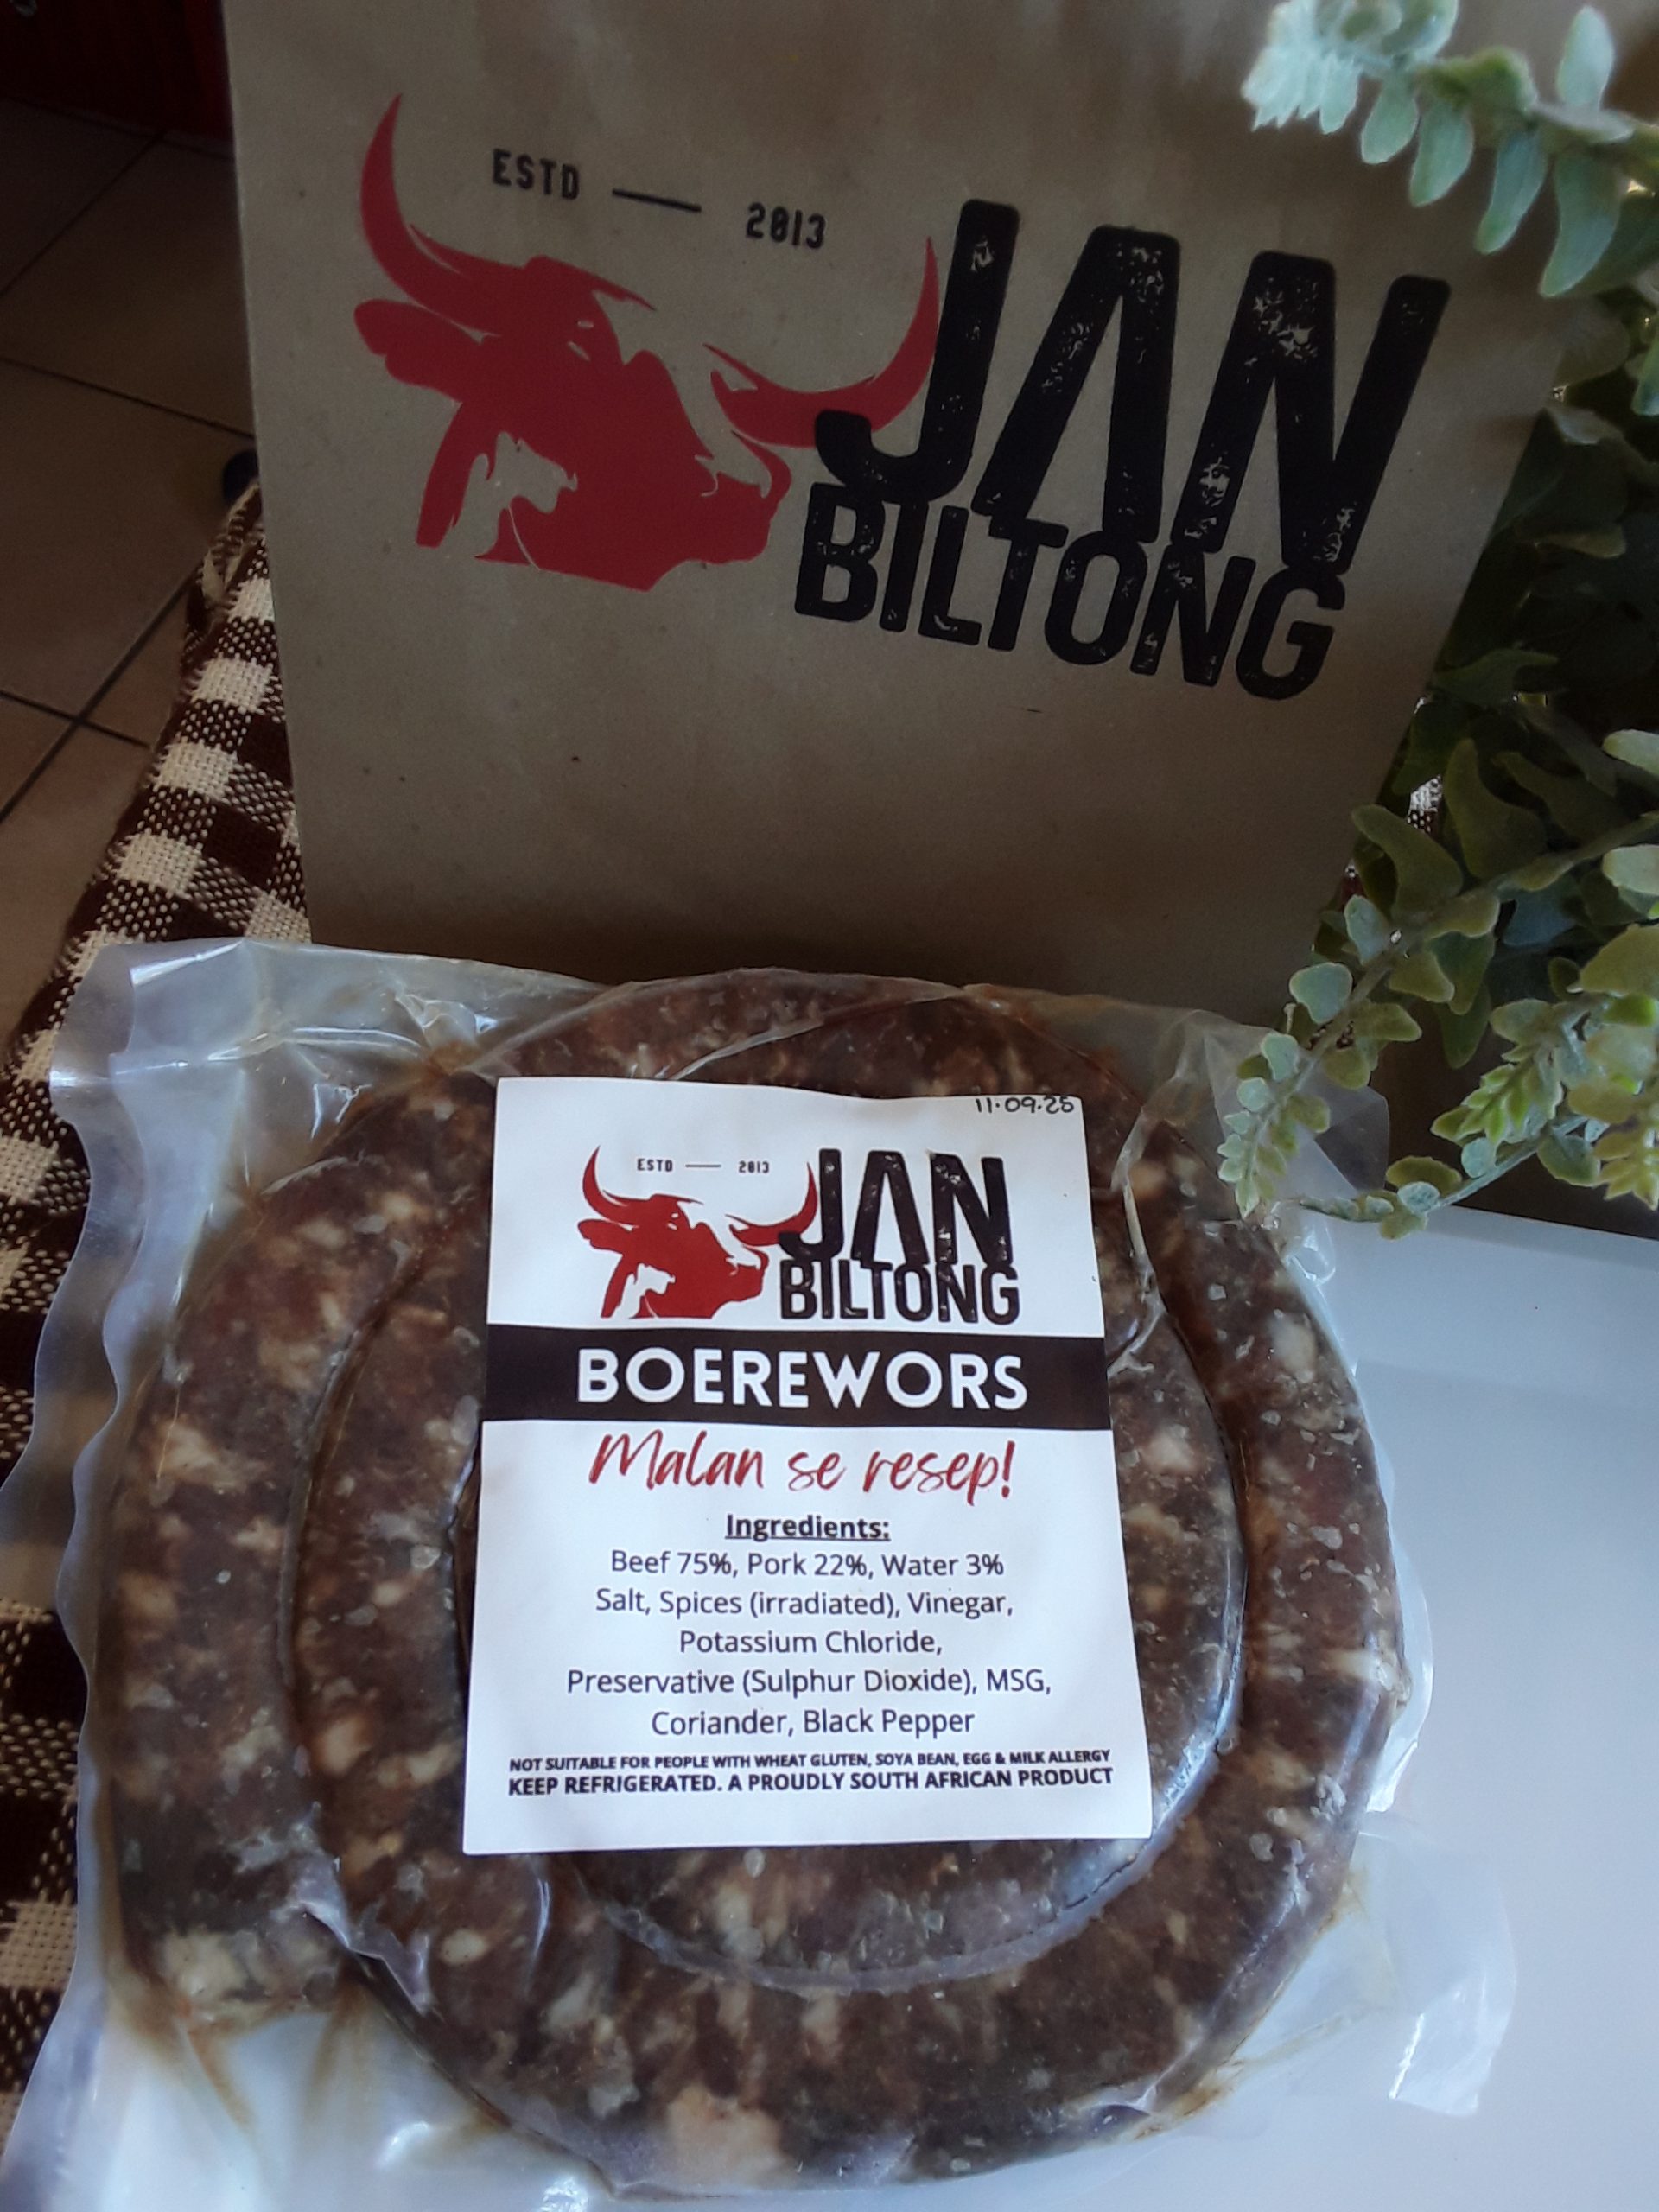 ESTD — 2013
JAN
BILTONG
11.09.25
ESTD — 2013
JAN
BILTONG
BOEREWORS
Malan se resep!
Ingredients:
Beef 75%, Pork 22%, Water 3%
Salt, Spices (irradiated), Vinegar,
Potassium Chloride,
Preservative (Sulphur Dioxide), MSG,
Coriander, Black Pepper
NOT SUITABLE FOR PEOPLE WITH WHEAT GLUTEN, SOYA BEAN, EGG & MILK ALLERGY
KEEP REFRIGERATED. A PROUDLY SOUTH AFRICAN PRODUCT